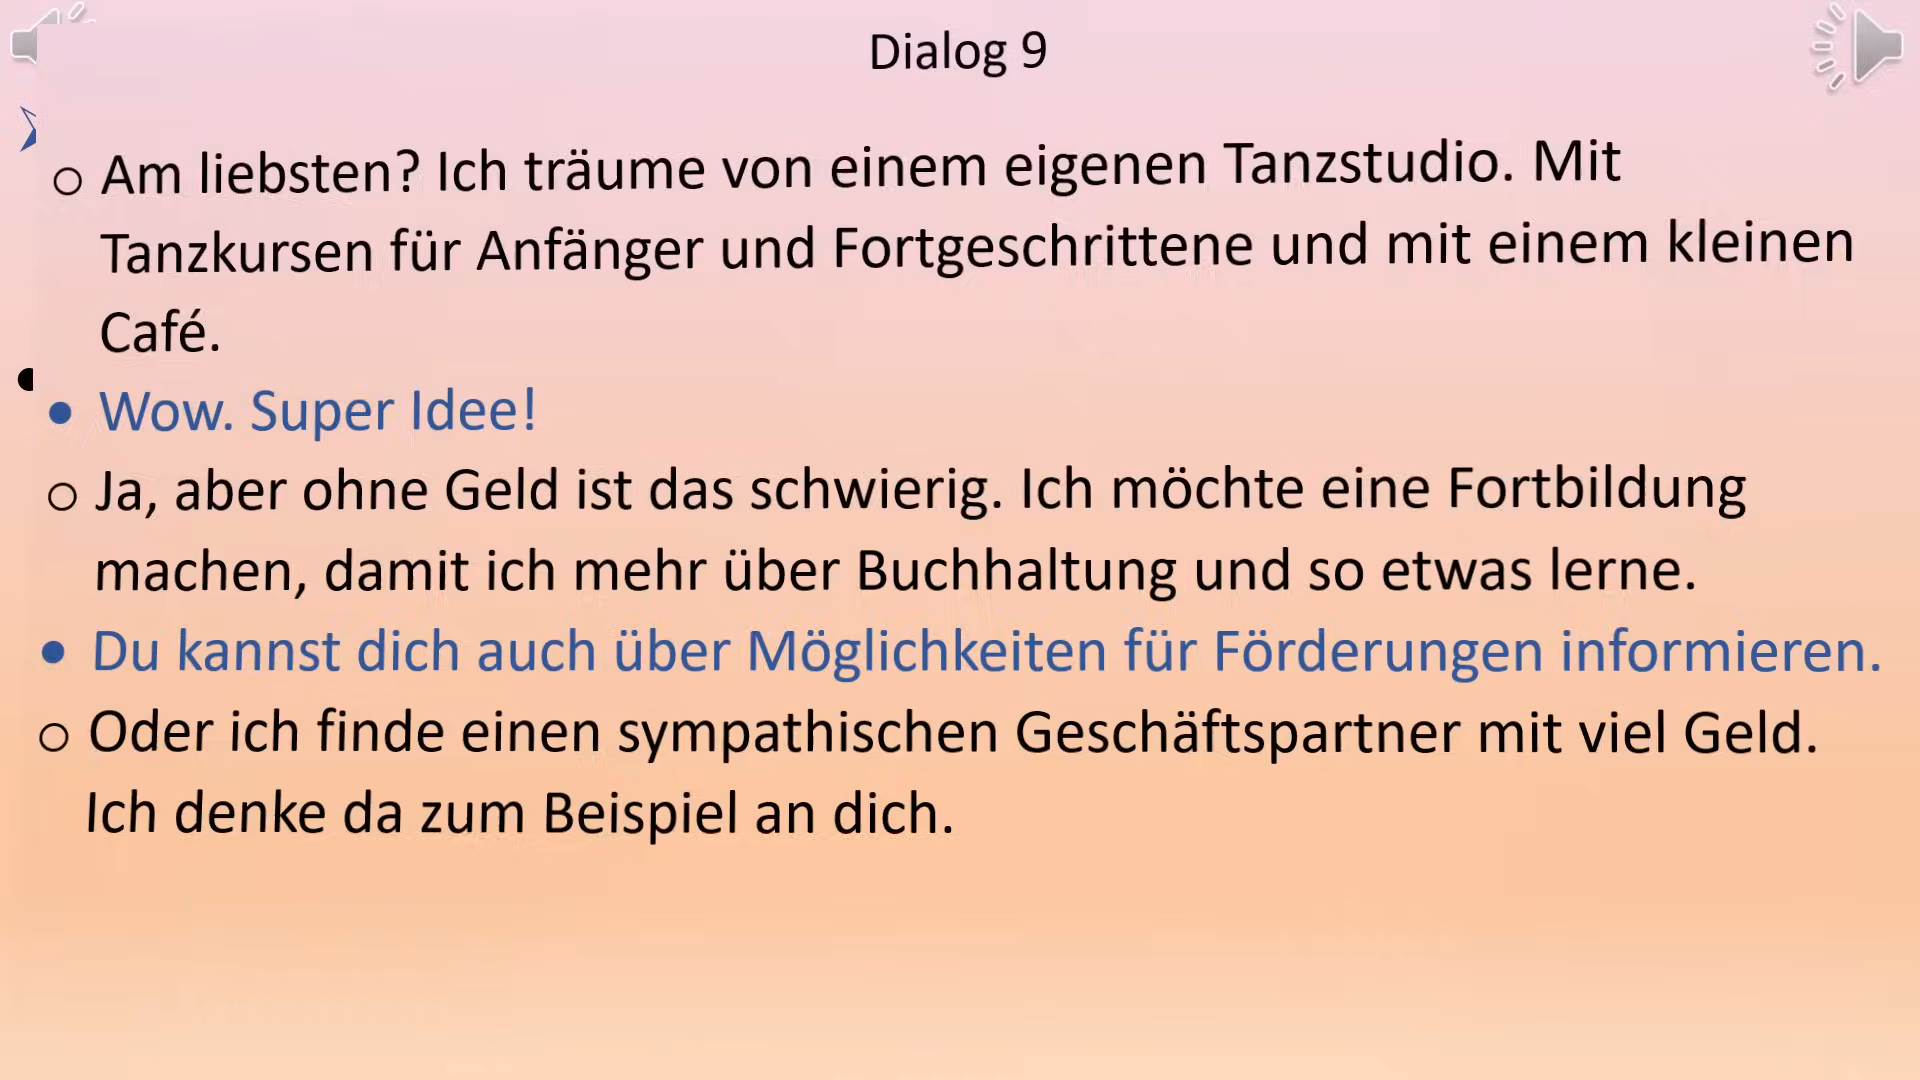 Dialog 9
o Am liebsten? Ich träume von einem eigenen Tanzstudio. Mit
Tanzkursen für Anfänger und Fortgeschrittene und mit einem kleinen
Café.
• Wow. Super Idee!
o Ja, aber ohne Geld ist das schwierig. Ich möchte eine Fortbildung
machen, damit ich mehr über Buchhaltung und so etwas lerne.
• Du kannst dich auch über Möglichkeiten für Förderungen informieren.
o Oder ich finde einen sympathischen Geschäftspartner mit viel Geld.
Ich denke da zum Beispiel an dich.